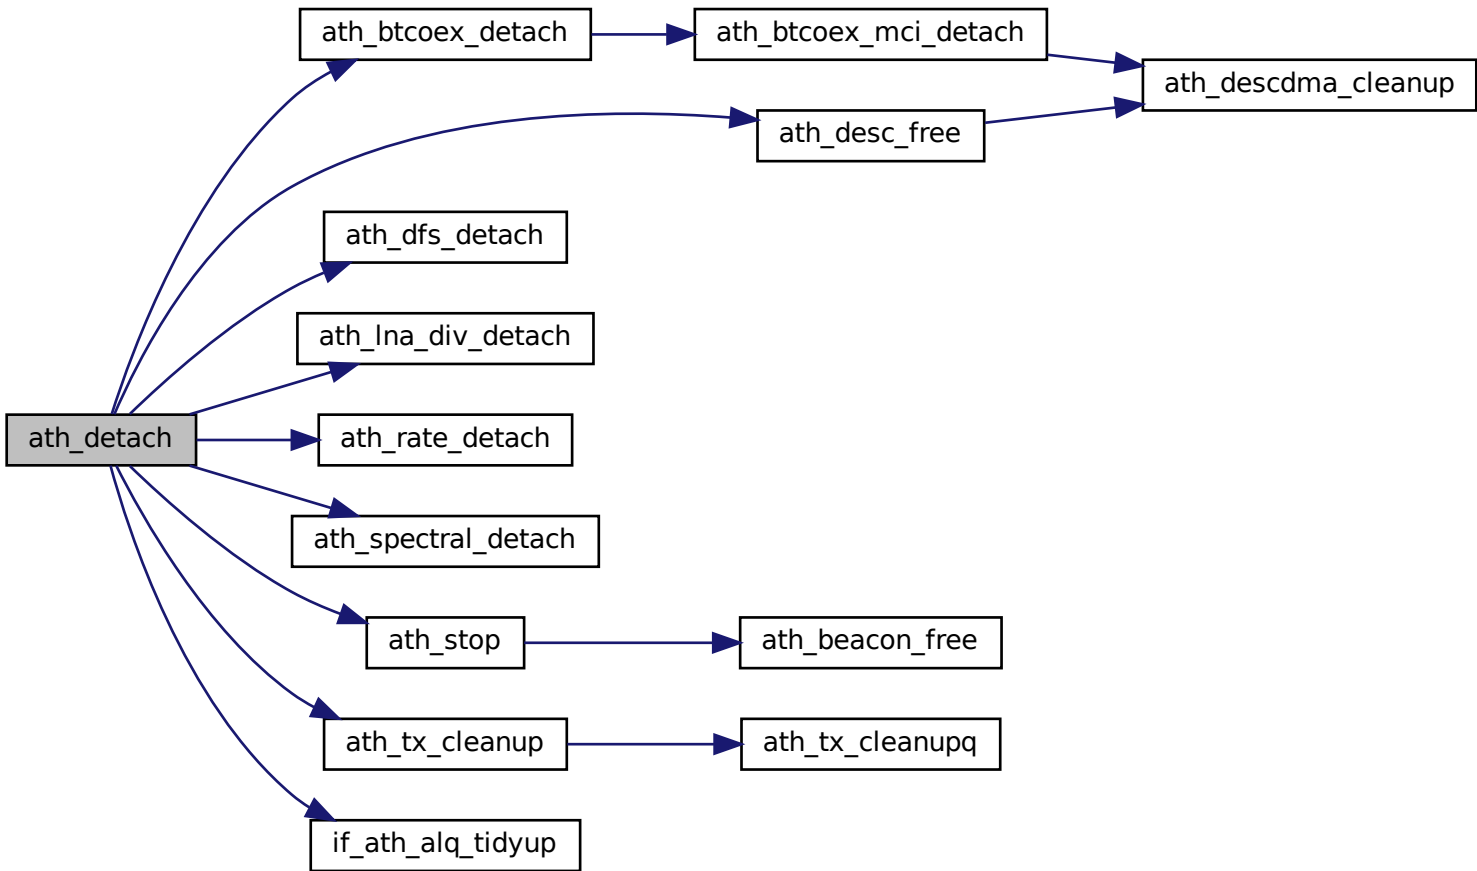 ath_btcoex_detach
ath_btcoex_mci_detach
ath_descdma_cleanup
ath_desc_free
ath_dfs_detach
ath_lna_div_detach
ath_detach
ath_rate_detach
ath_spectral_detach
ath_stop
ath_beacon_free
ath_tx_cleanup
ath_tx_cleanupq
if_ath_alq_tidyup